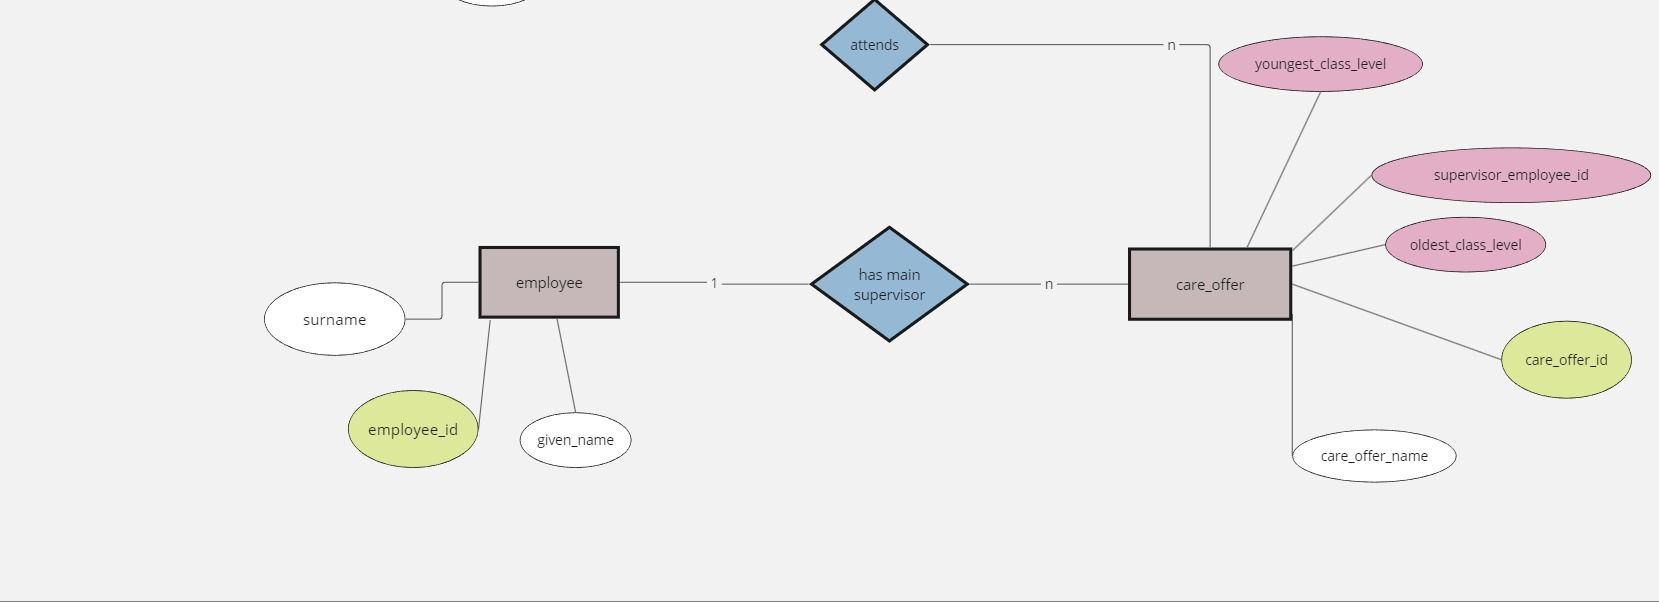 attends
n
youngest_class_level
supervisor_employee_id
oldest_class_level
employee
1
has main
supervisor
n
care_offer
surname
care_offer_id
employee_id
given_name
care_offer_name